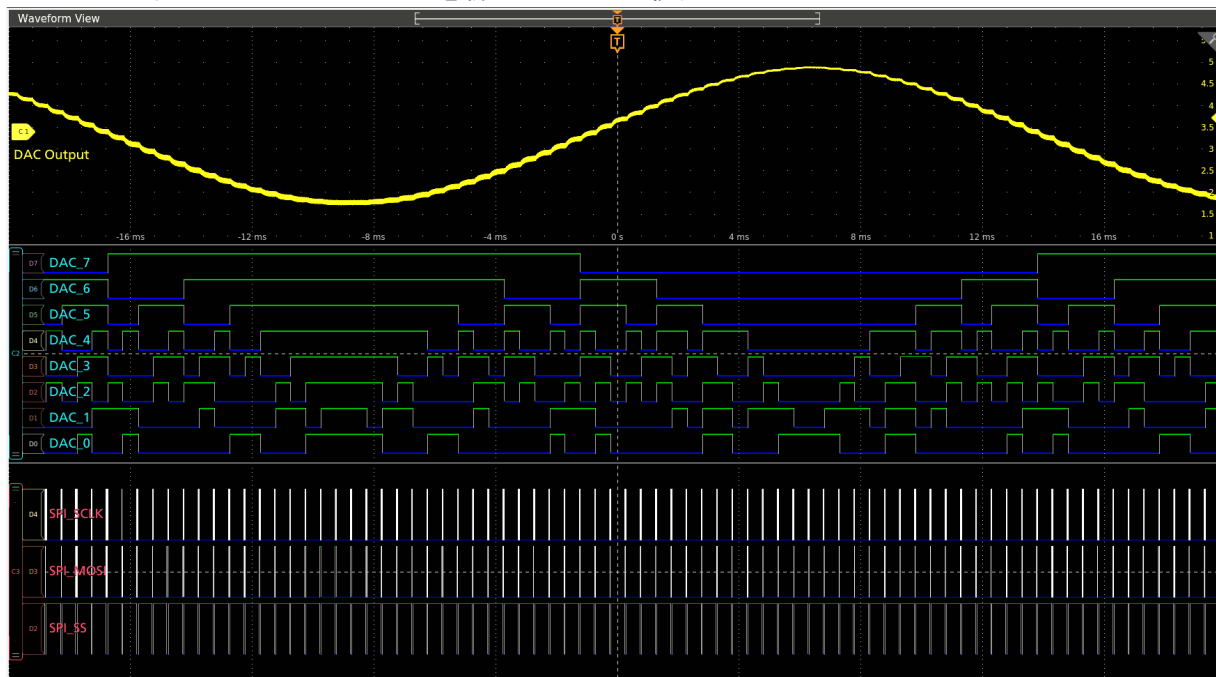 Waveform View
T
T
5
4.5
4
3.5
3
2.5
2
1.5
1
C 1
DAC Output
-16 ms -12 ms -8 ms -4 ms 0 s 4 ms 8 ms 12 ms 16 ms
D7 DAC_7
D6 DAC_6
D5 DAC_5
D4 DAC_4
C2
D3 DAC_3
D2 DAC_2
D1 DAC_1
D0 DAC_0
D4 SPI_SCLK
C3 D3 SPI_MOSI
D2 SPI_SS